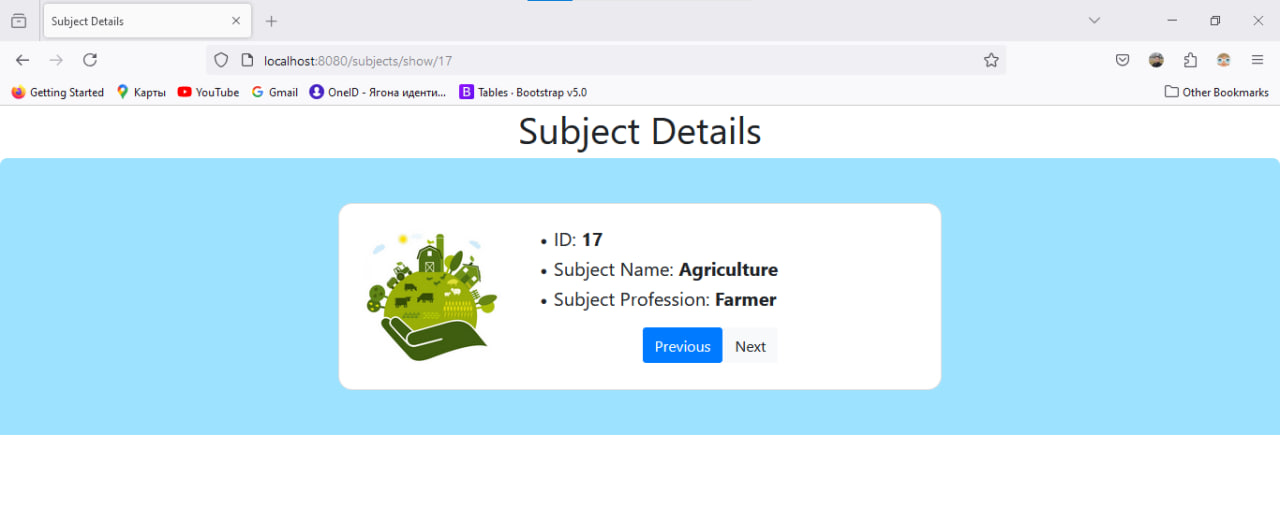 Subject Details
localhost:8080/subjects/show/17
Getting Started Карты YouTube Gmail OneID - Ягона иденти... Tables · Bootstrap v5.0 Other Bookmarks
Subject Details
• ID: 17
• Subject Name: Agriculture
• Subject Profession: Farmer
Previous Next